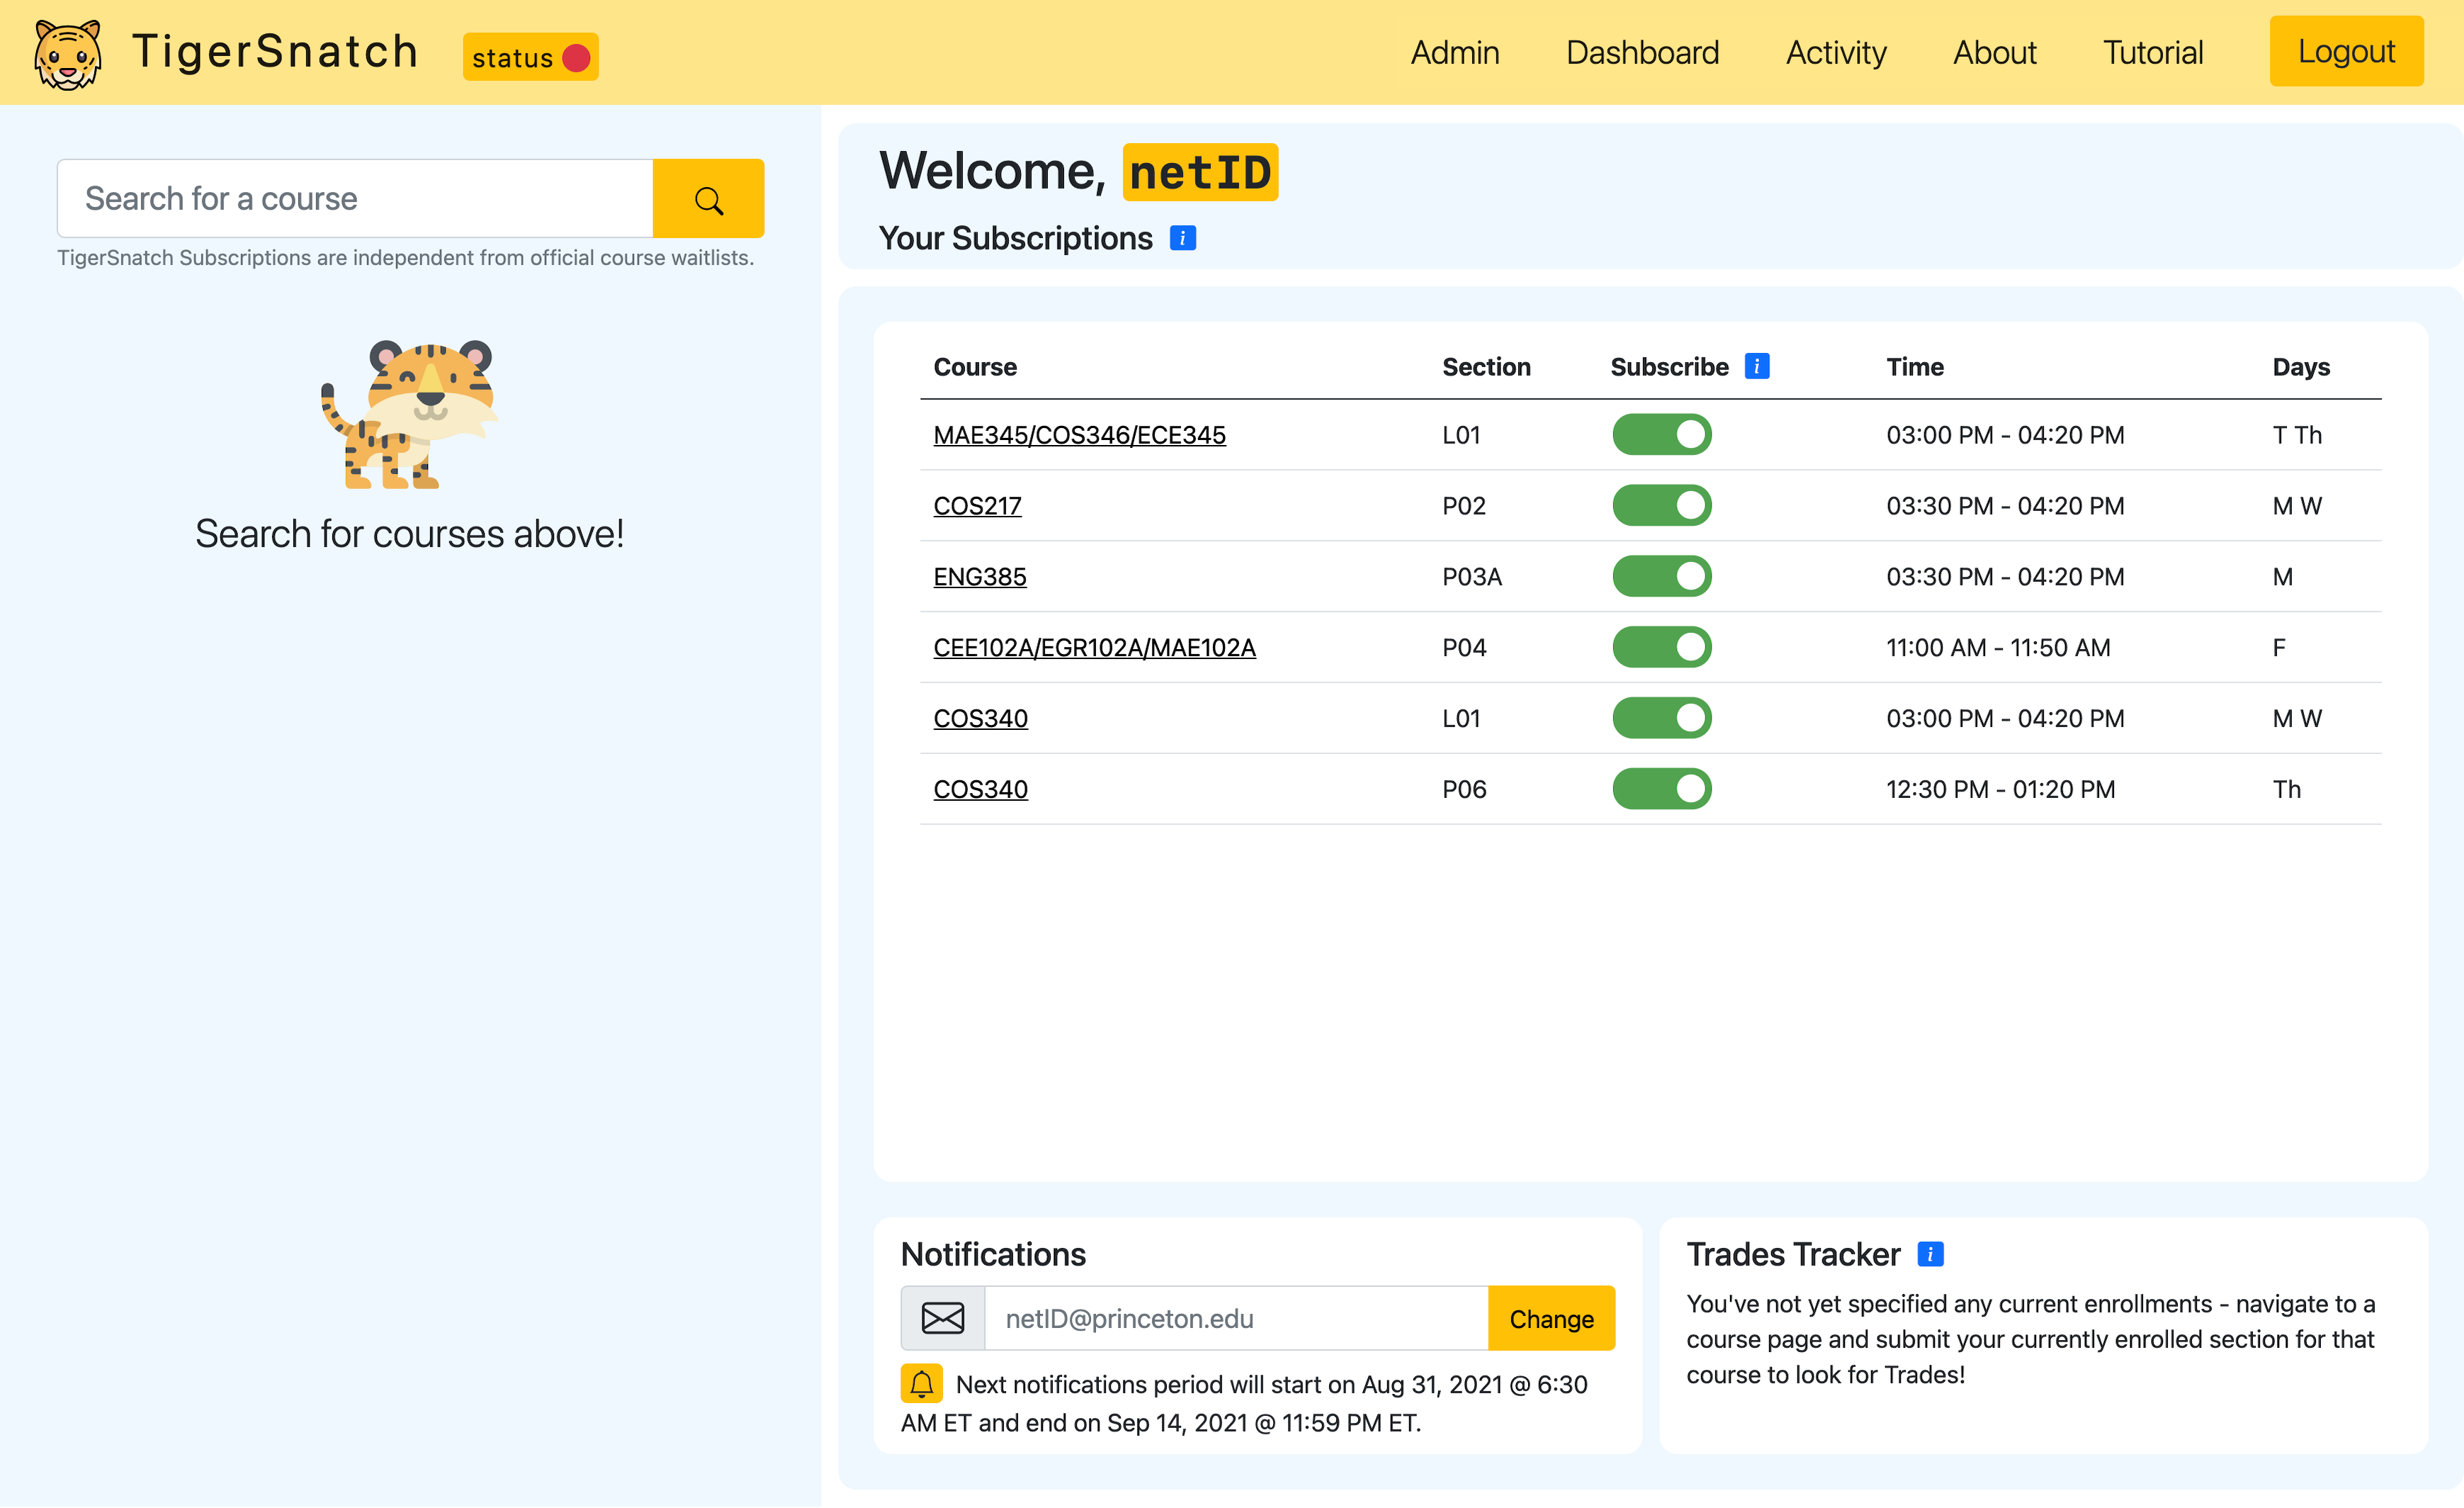 TigerSnatch status Admin Dashboard Activity About Tutorial Logout
Search for a course
TigerSnatch Subscriptions are independent from official course waitlists.
Search for courses above!
Welcome, netID
Your Subscriptions i
Course Section Subscribe i Time Days
MAE345/COS346/ECE345 L01 03:00 PM - 04:20 PM T Th
COS217 P02 03:30 PM - 04:20 PM M W
ENG385 P03A 03:30 PM - 04:20 PM M
CEE102A/EGR102A/MAE102A P04 11:00 AM - 11:50 AM F
COS340 L01 03:00 PM - 04:20 PM M W
COS340 P06 12:30 PM - 01:20 PM Th
Notifications
netID@princeton.edu Change
Next notifications period will start on Aug 31, 2021 @ 6:30
AM ET and end on Sep 14, 2021 @ 11:59 PM ET.
Trades Tracker i
You've not yet specified any current enrollments - navigate to a
course page and submit your currently enrolled section for that
course to look for Trades!